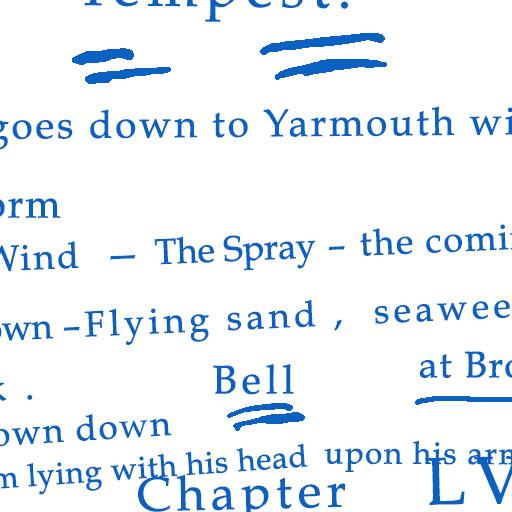 Tempest.
goes down to Yarmouth wi
orm
Wind — The Spray – the comi
own – Flying sand , seawee
k . Bell at Bro
own down
m lying with his head upon his arm
Chapter LV